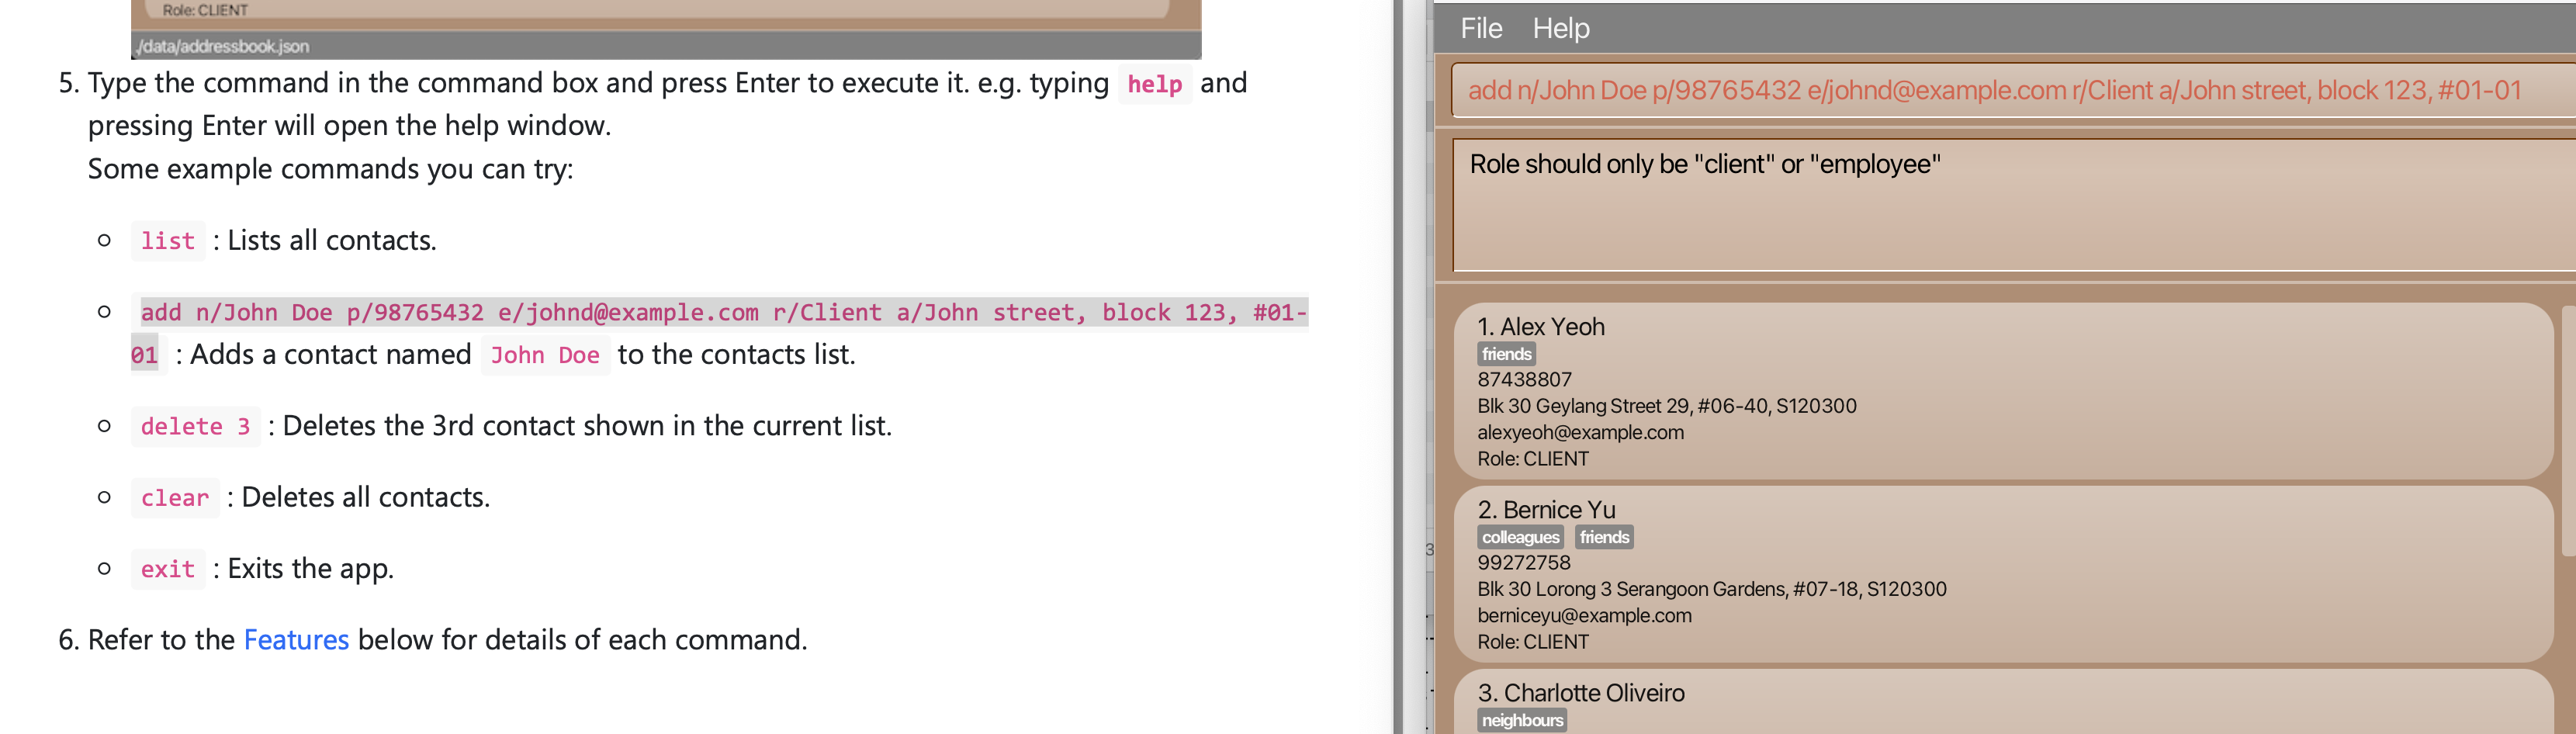 Role: CLIENT
./data/addressbook.json
5. Type the command in the command box and press Enter to execute it. e.g. typing help and
pressing Enter will open the help window.
Some example commands you can try:
list : Lists all contacts.
add n/John Doe p/98765432 e/johnd@example.com r/Client a/John street, block 123, #01-
01 : Adds a contact named John Doe to the contacts list.
delete 3 : Deletes the 3rd contact shown in the current list.
clear : Deletes all contacts.
exit : Exits the app.
6. Refer to the Features below for details of each command.
File Help
add n/John Doe p/98765432 e/johnd@example.com r/Client a/John street, block 123, #01-01
Role should only be "client" or "employee"
1. Alex Yeoh
friends
87438807
Blk 30 Geylang Street 29, #06-40, S120300
alexyeoh@example.com
Role: CLIENT
2. Bernice Yu
colleagues friends
99272758
Blk 30 Lorong 3 Serangoon Gardens, #07-18, S120300
berniceyu@example.com
Role: CLIENT
3. Charlotte Oliveiro
neighbours